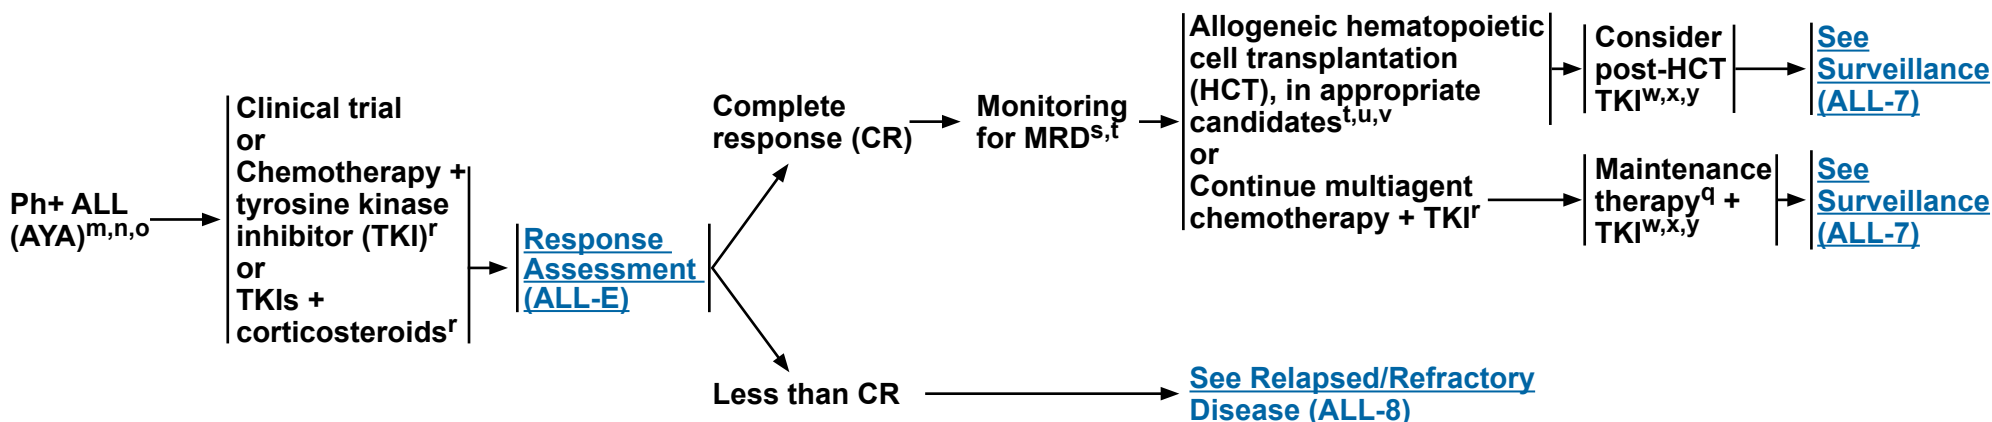 Ph+ ALL
(AYA)m,n,o
Clinical trial
or
Chemotherapy +
tyrosine kinase
inhibitor (TKI)r
or
TKIs +
corticosteroidsr
Response
Assessment
(ALL-E)
Complete
response (CR)
Monitoring
for MRDs,t
Allogeneic hematopoietic
cell transplantation
(HCT), in appropriate
candidatest,u,v
or
Continue multiagent
chemotherapy + TKIr
Consider
post-HCT
TKIw,x,y
See
Surveillance
(ALL-7)
Maintenance
therapyq +
TKIw,x,y
See
Surveillance
(ALL-7)
Less than CR
See Relapsed/Refractory
Disease (ALL-8)